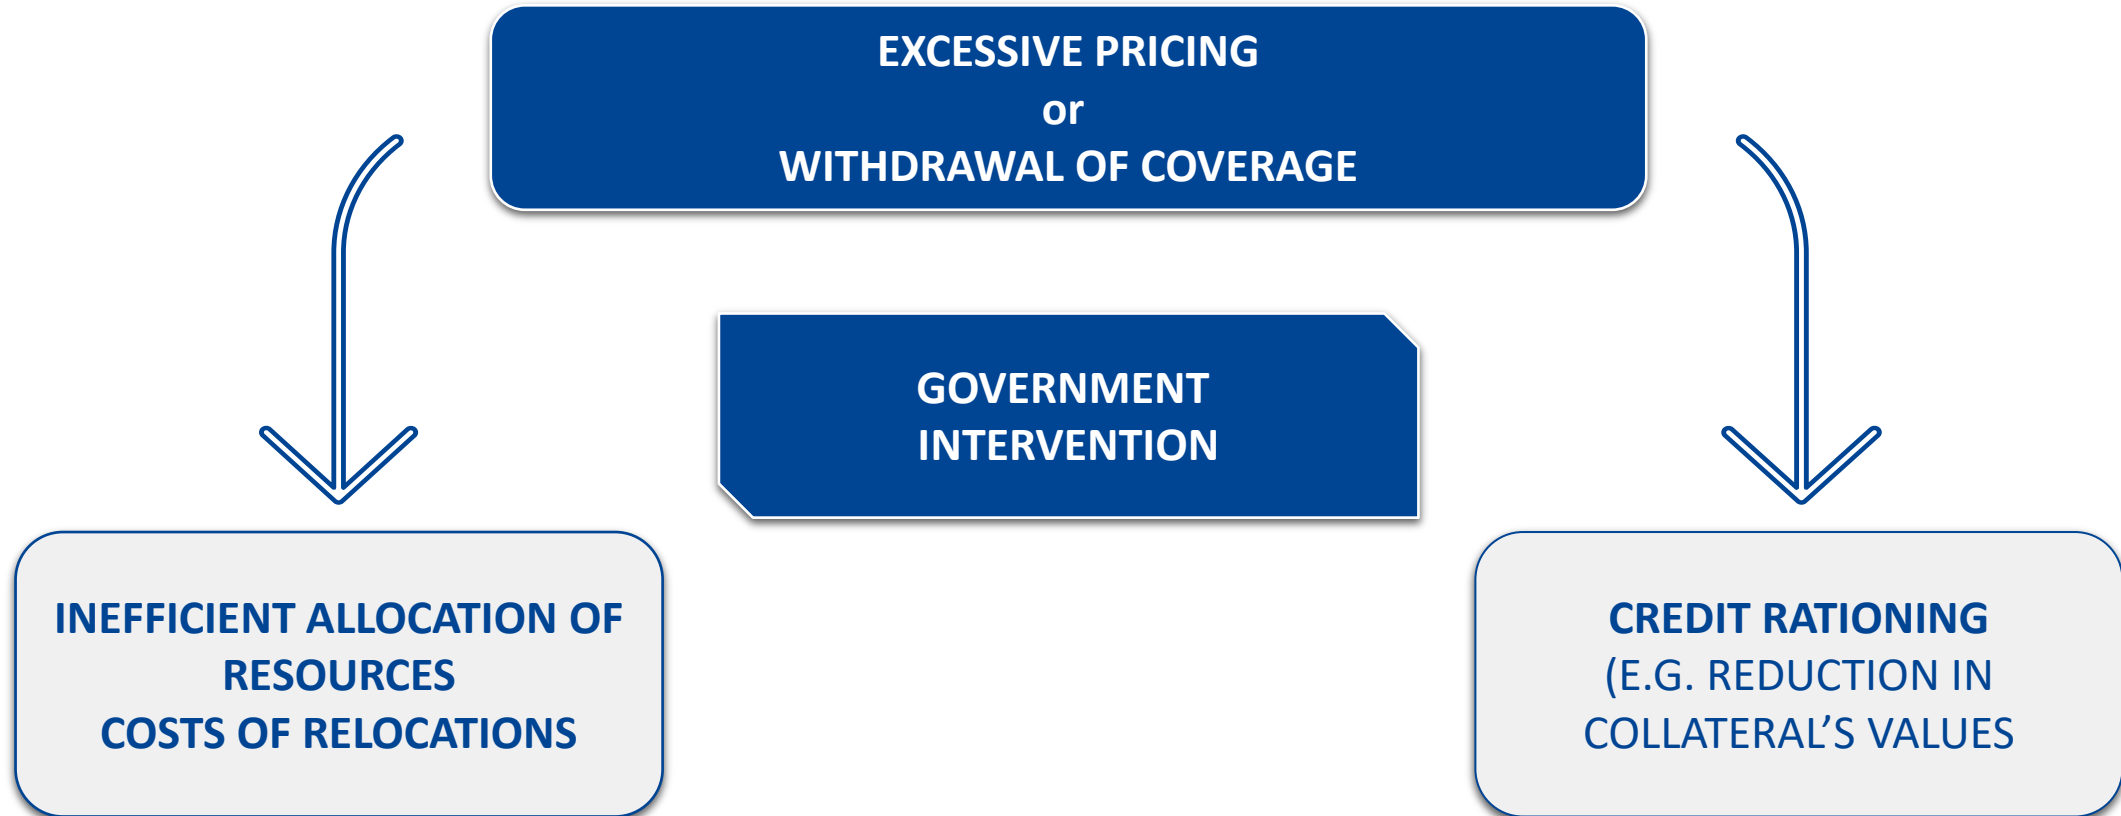 EXCESSIVE PRICING
or
WITHDRAWAL OF COVERAGE
GOVERNMENT
INTERVENTION
INEFFICIENT ALLOCATION OF
RESOURCES
COSTS OF RELOCATIONS
CREDIT RATIONING
(E.G. REDUCTION IN
COLLATERAL’S VALUES